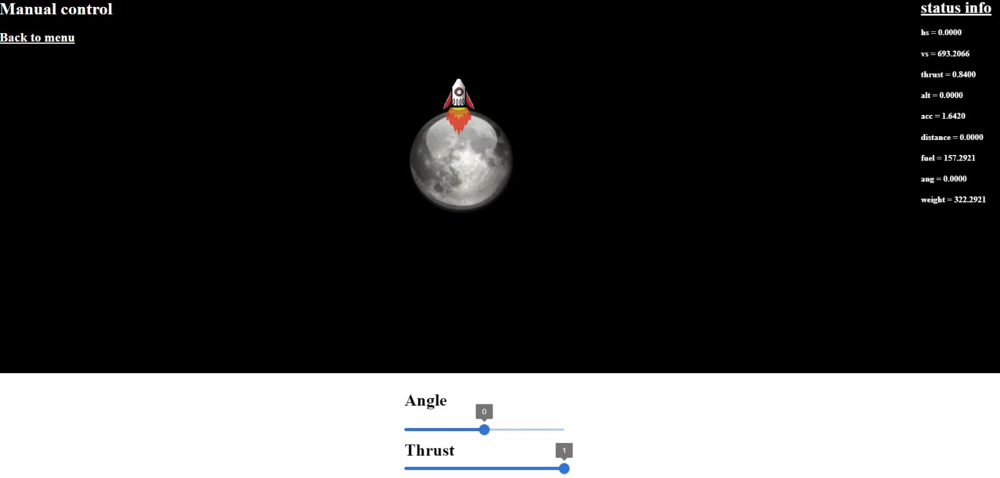 Manual control
Back to menu
status info
hs = 0.0000
vs = 693.2066
thrust = 0.8400
alt = 0.0000
acc = 1.6420
distance = 0.0000
fuel = 157.2921
ang = 0.0000
weight = 322.2921
Angle
0
Thrust
1